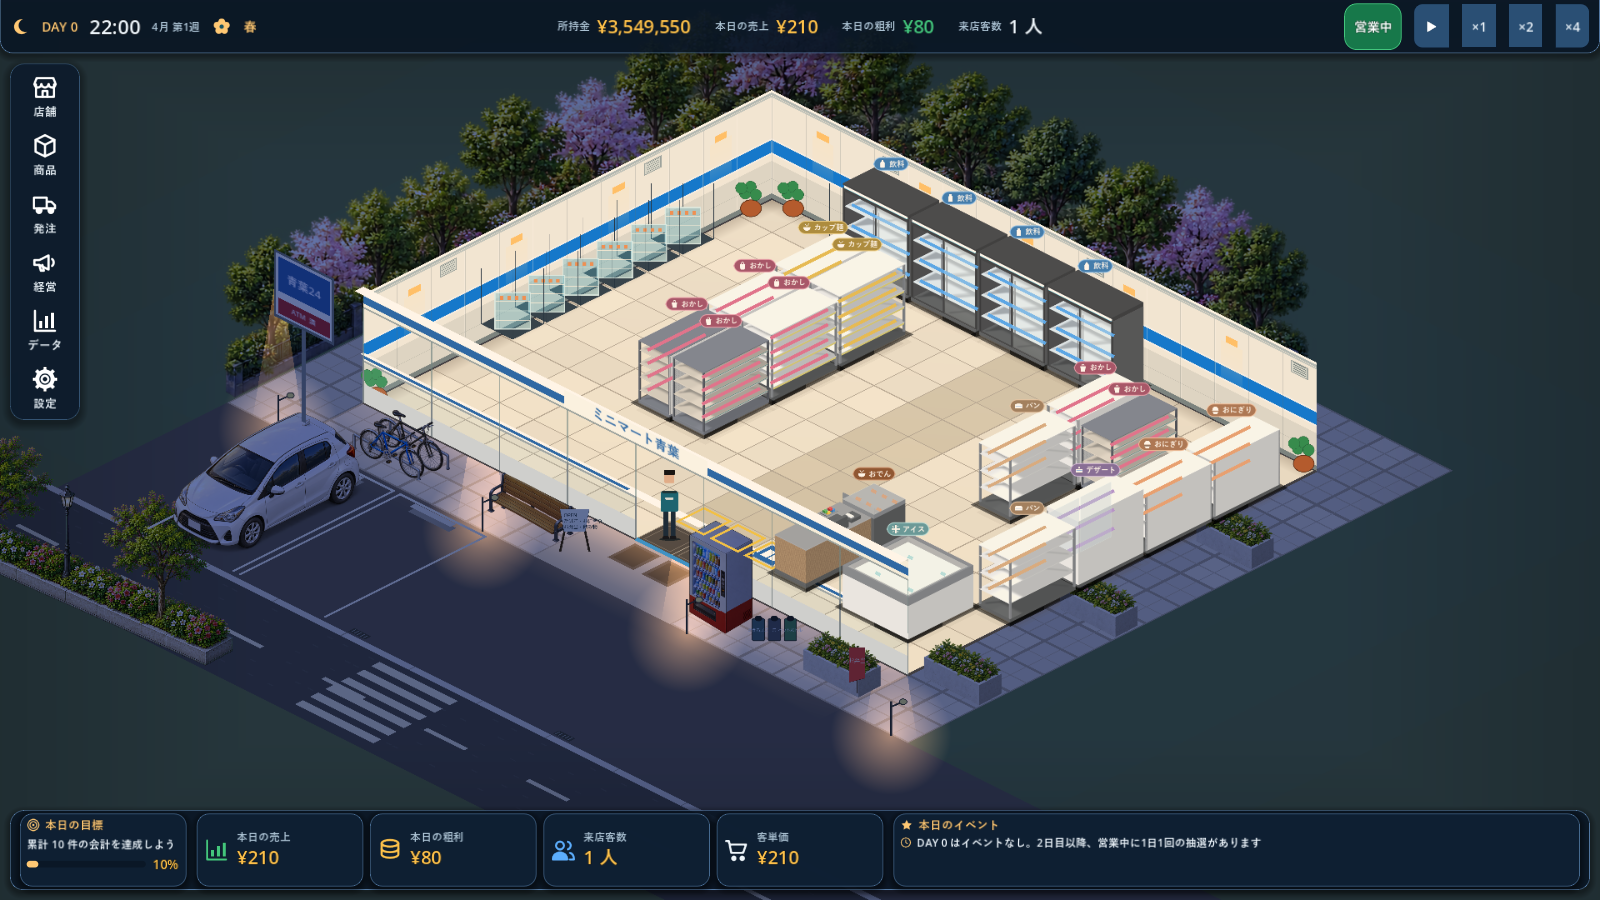 DAY 0 22:00 4月 第1週 春
所持金 ¥3,549,550 本日の売上 ¥210 本日の粗利 ¥80 来店客数 1 人
営業中 ▶ ×1 ×2 ×4
店舗
商品
発注
経営
データ
設定
飲料
飲料
飲料
飲料
カップ麺
カップ麺
おかし
おかし
おかし
おかし
青葉24
ATM
おかし
おかし
パン
おにぎり
おにぎり
デザート
おでん
パン
アイス
ミニマート青葉
本日の目標
累計 10 件の会計を達成しよう
10%
本日の売上
¥210
本日の粗利
¥80
来店客数
1 人
客単価
¥210
本日のイベント
DAY 0 はイベントなし。2日目以降、営業中に1日1回の抽選があります